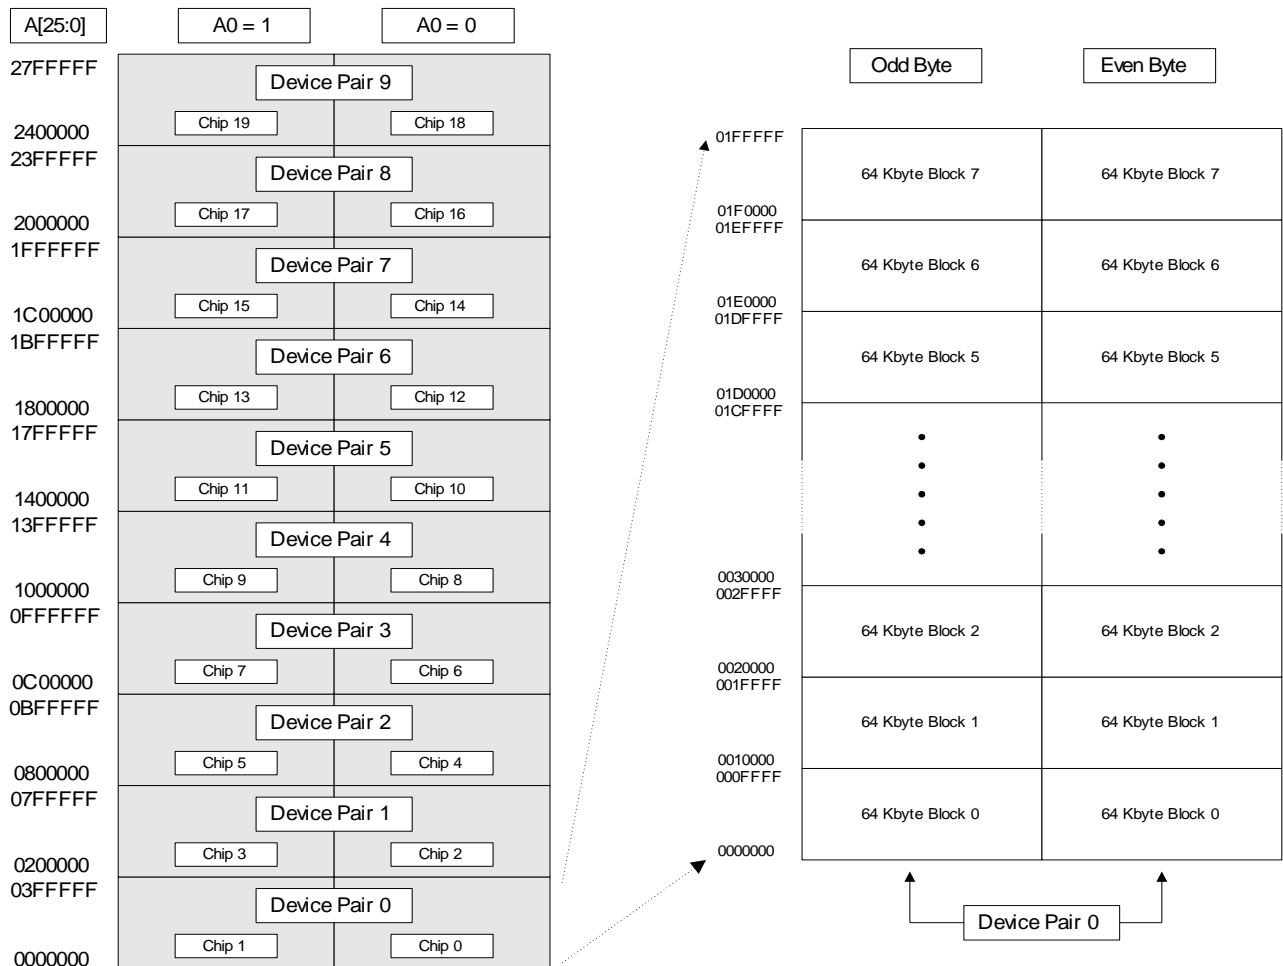 A[25:0]
A0 = 1
A0 = 0
27FFFFF
Device Pair 9
Chip 19
Chip 18
2400000
23FFFFF
Device Pair 8
Chip 17
Chip 16
2000000
1FFFFFF
Device Pair 7
Chip 15
Chip 14
1C00000
1BFFFFF
Device Pair 6
Chip 13
Chip 12
1800000
17FFFFF
Device Pair 5
Chip 11
Chip 10
1400000
13FFFFF
Device Pair 4
Chip 9
Chip 8
1000000
0FFFFFF
Device Pair 3
Chip 7
Chip 6
0C00000
0BFFFFF
Device Pair 2
Chip 5
Chip 4
0800000
07FFFFF
Device Pair 1
Chip 3
Chip 2
0200000
03FFFFF
Device Pair 0
Chip 1
Chip 0
0000000
Odd Byte
Even Byte
01FFFFF
64 Kbyte Block 7
64 Kbyte Block 7
01F0000
01EFFFF
64 Kbyte Block 6
64 Kbyte Block 6
01E0000
01DFFFF
64 Kbyte Block 5
64 Kbyte Block 5
01D0000
01CFFFF
0030000
002FFFF
64 Kbyte Block 2
64 Kbyte Block 2
0020000
001FFFF
64 Kbyte Block 1
64 Kbyte Block 1
0010000
000FFFF
64 Kbyte Block 0
64 Kbyte Block 0
0000000
Device Pair 0